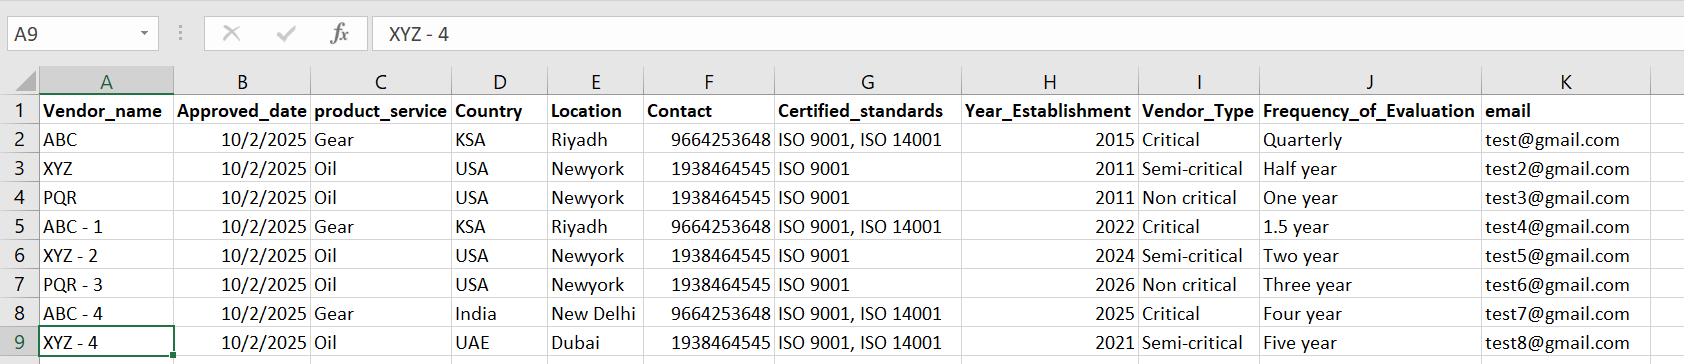 A9 fx XYZ - 4
A B C D E F G H I J K
1 Vendor_name Approved_date product_service Country Location Contact Certified_standards Year_Establishment Vendor_Type Frequency_of_Evaluation email
2 ABC 10/2/2025 Gear KSA Riyadh 9664253648 ISO 9001, ISO 14001 2015 Critical Quarterly test@gmail.com
3 XYZ 10/2/2025 Oil USA Newyork 1938464545 ISO 9001 2011 Semi-critical Half year test2@gmail.com
4 PQR 10/2/2025 Oil USA Newyork 1938464545 ISO 9001 2011 Non critical One year test3@gmail.com
5 ABC - 1 10/2/2025 Gear KSA Riyadh 9664253648 ISO 9001, ISO 14001 2022 Critical 1.5 year test4@gmail.com
6 XYZ - 2 10/2/2025 Oil USA Newyork 1938464545 ISO 9001 2024 Semi-critical Two year test5@gmail.com
7 PQR - 3 10/2/2025 Oil USA Newyork 1938464545 ISO 9001 2026 Non critical Three year test6@gmail.com
8 ABC - 4 10/2/2025 Gear India New Delhi 9664253648 ISO 9001, ISO 14001 2025 Critical Four year test7@gmail.com
9 XYZ - 4 10/2/2025 Oil UAE Dubai 1938464545 ISO 9001, ISO 14001 2021 Semi-critical Five year test8@gmail.com